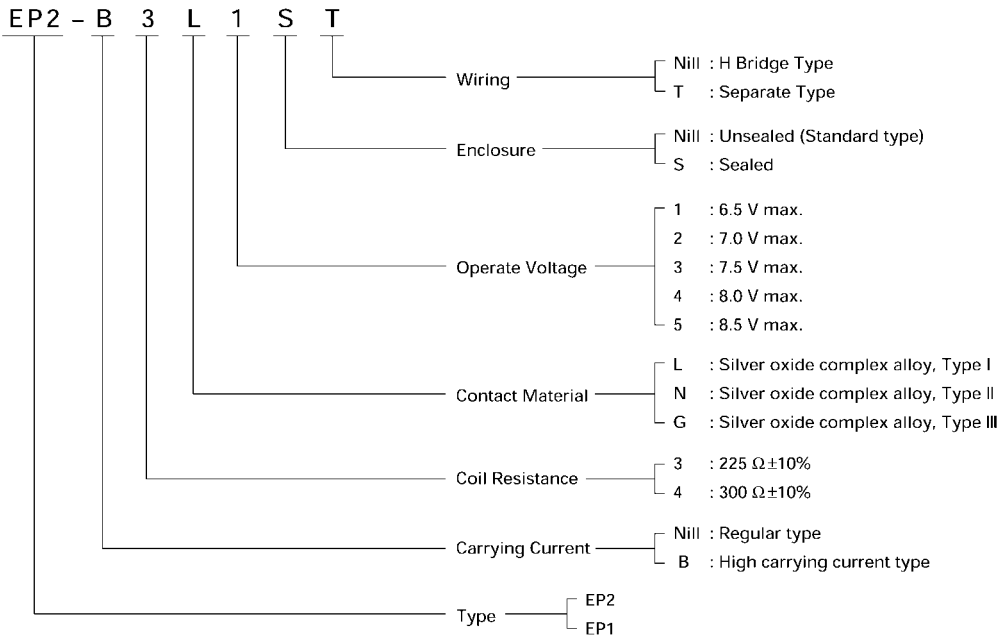 EP2-B 3 L 1 S T
Wiring
Nill : H Bridge Type
T : Separate Type
Enclosure
Nill : Unsealed (Standard type)
S : Sealed
Operate Voltage
1 : 6.5 V max.
2 : 7.0 V max.
3 : 7.5 V max.
4 : 8.0 V max.
5 : 8.5 V max.
Contact Material
L : Silver oxide complex alloy, Type I
N : Silver oxide complex alloy, Type II
G : Silver oxide complex alloy, Type III
Coil Resistance
3 : 225 Ω±10%
4 : 300 Ω±10%
Carrying Current
Nill : Regular type
B : High carrying current type
Type
EP2
EP1